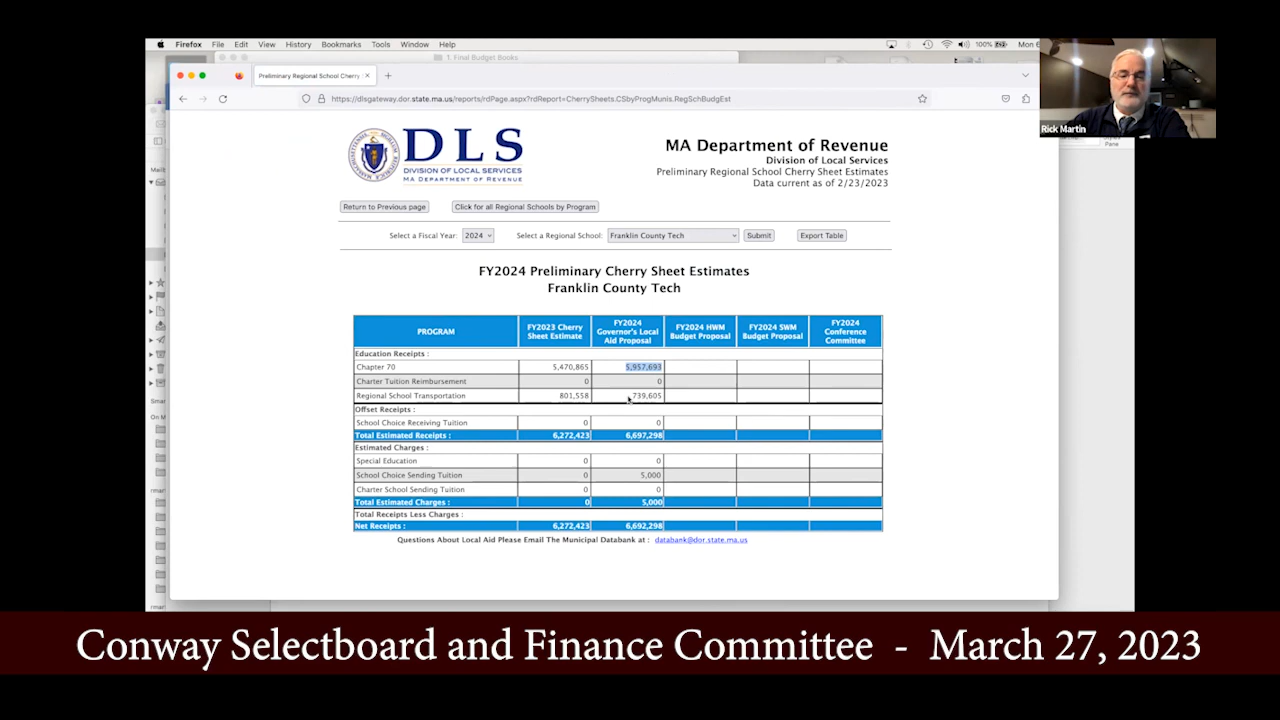 Firefox File Edit View History Bookmarks Tools Window Help 100% Mon
1. Final Budget Books
Preliminary Regional School Cherry
https://dlsgateway.dor.state.ma.us/reports/rdPage.aspx?rdReport=CherrySheets.CSbyProgMunis.RegSchBudgEst
Rick Martin
Pane
DLS
DIVISION OF LOCAL SERVICES
MA DEPARTMENT OF REVENUE
MA Department of Revenue
Division of Local Services
Preliminary Regional School Cherry Sheet Estimates
Data current as of 2/23/2023
Return to Previous page Click for all Regional Schools by Program
Select a Fiscal Year: 2024 Select a Regional School: Franklin County Tech Submit Export Table
FY2024 Preliminary Cherry Sheet Estimates
Franklin County Tech
PROGRAM FY2023 Cherry Sheet Estimate FY2024 Governor's Local Aid Proposal FY2024 HWM Budget Proposal FY2024 SWM Budget Proposal FY2024 Conference Committee
Education Receipts :
Chapter 70 5,470,865 5,957,693
Charter Tuition Reimbursement 0 0
Regional School Transportation 801,558 739,605
Offset Receipts :
School Choice Receiving Tuition 0 0
Total Estimated Receipts : 6,272,423 6,697,298
Estimated Charges :
Special Education 0 0
School Choice Sending Tuition 0 5,000
Charter School Sending Tuition 0 0
Total Estimated Charges : 0 5,000
Total Receipts Less Charges :
Net Receipts : 6,272,423 6,692,298
Questions About Local Aid Please Email The Municipal Databank at : databank@dor.state.ma.us
Conway Selectboard and Finance Committee - March 27, 2023